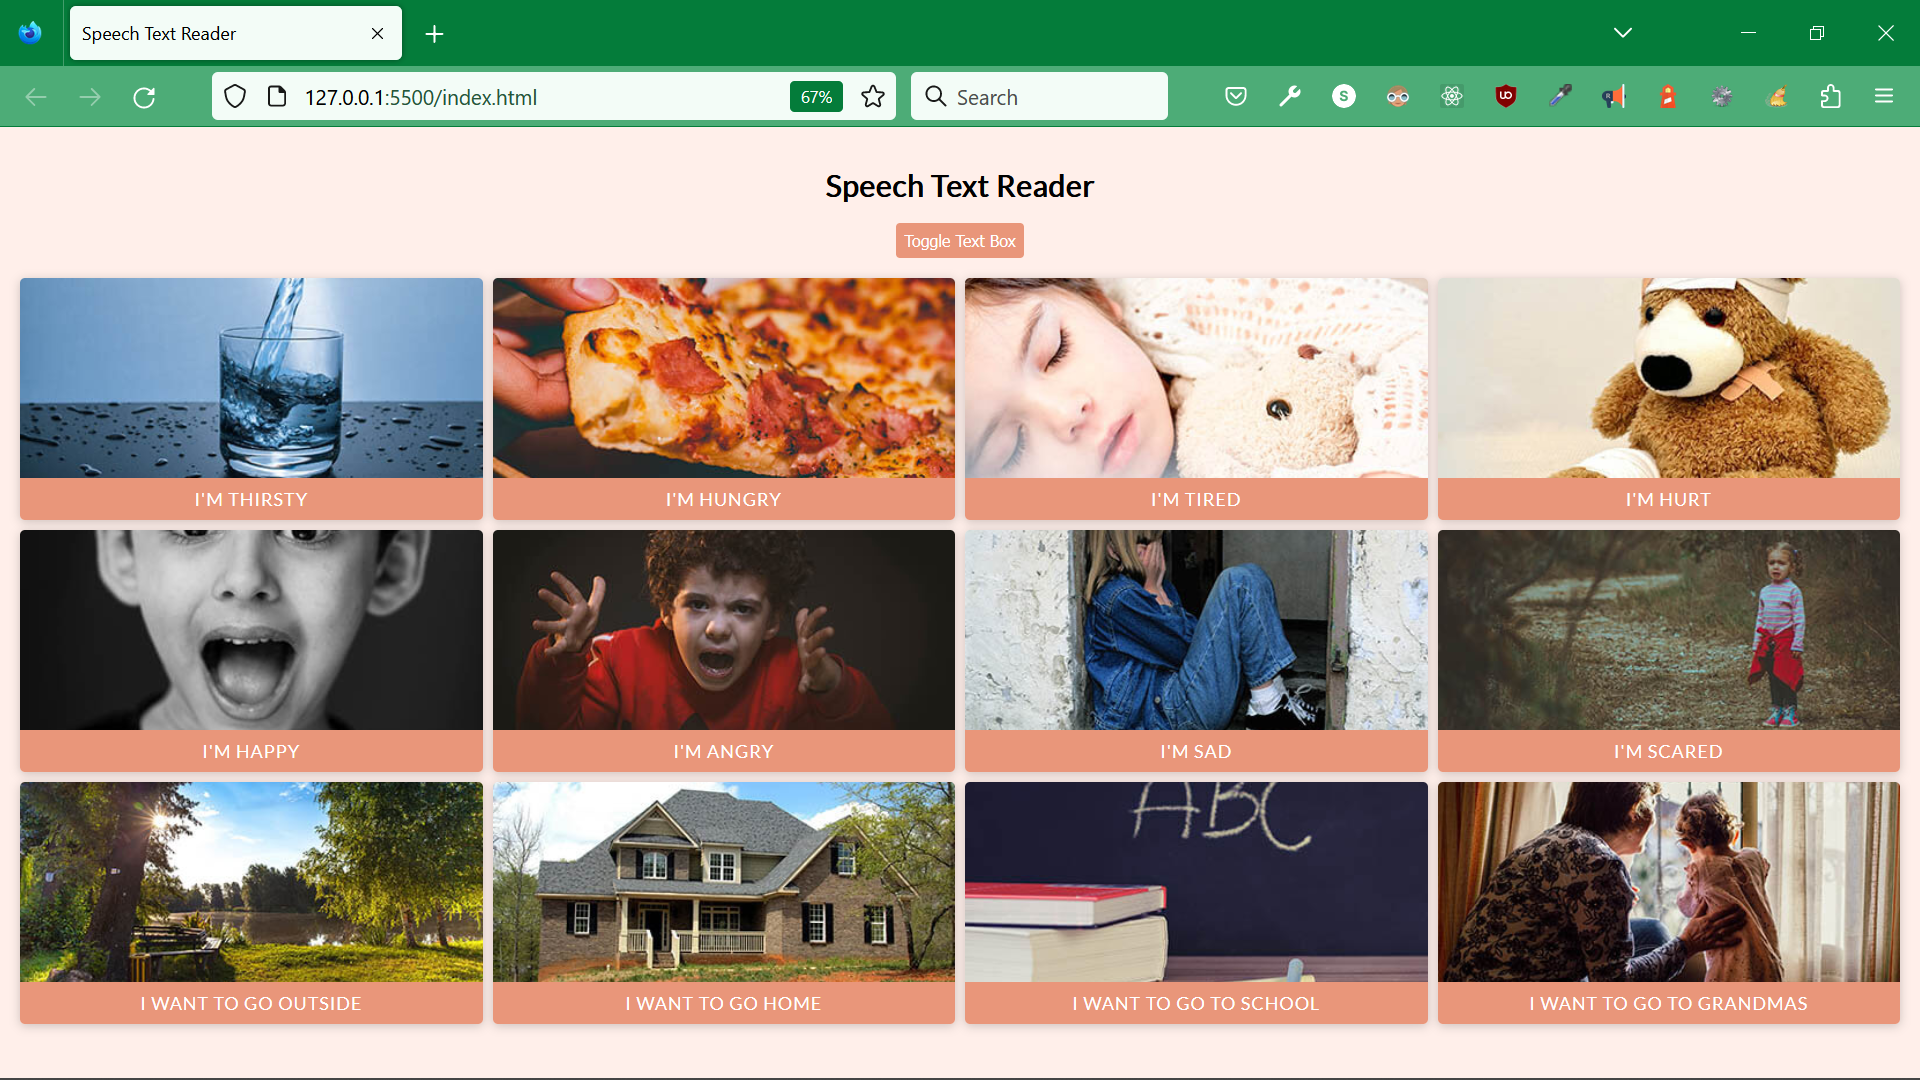 Speech Text Reader
127.0.0.1:5500/index.html
67%
Search
S
Speech Text Reader
Toggle Text Box
I'M THIRSTY
I'M HUNGRY
I'M TIRED
I'M HURT
I'M HAPPY
I'M ANGRY
I'M SAD
I'M SCARED
ABC
I WANT TO GO OUTSIDE
I WANT TO GO HOME
I WANT TO GO TO SCHOOL
I WANT TO GO TO GRANDMAS